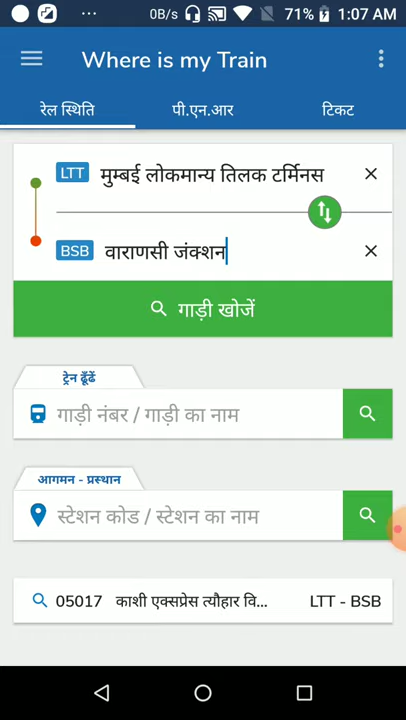 0B/s 71% 1:07 AM
Where is my Train
रेल स्थिति पी.एन.आर टिकट
LTT मुम्बई लोकमान्य तिलक टर्मिनस
BSB वाराणसी जंक्शन
गाड़ी खोजें
ट्रेन ढूँढें
गाड़ी नंबर / गाड़ी का नाम
आगमन - प्रस्थान
स्टेशन कोड / स्टेशन का नाम
05017 काशी एक्सप्रेस त्यौहार वि... LTT - BSB